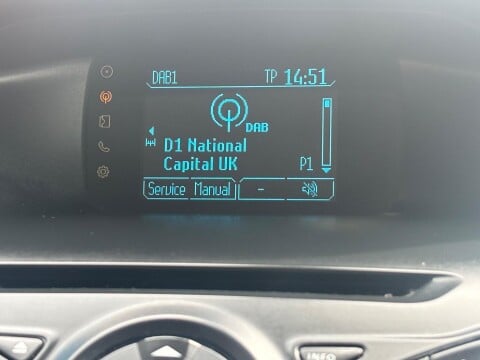 DAB1 TP 14:51
DAB
D1 National
Capital UK P1
Service Manual -
INFO